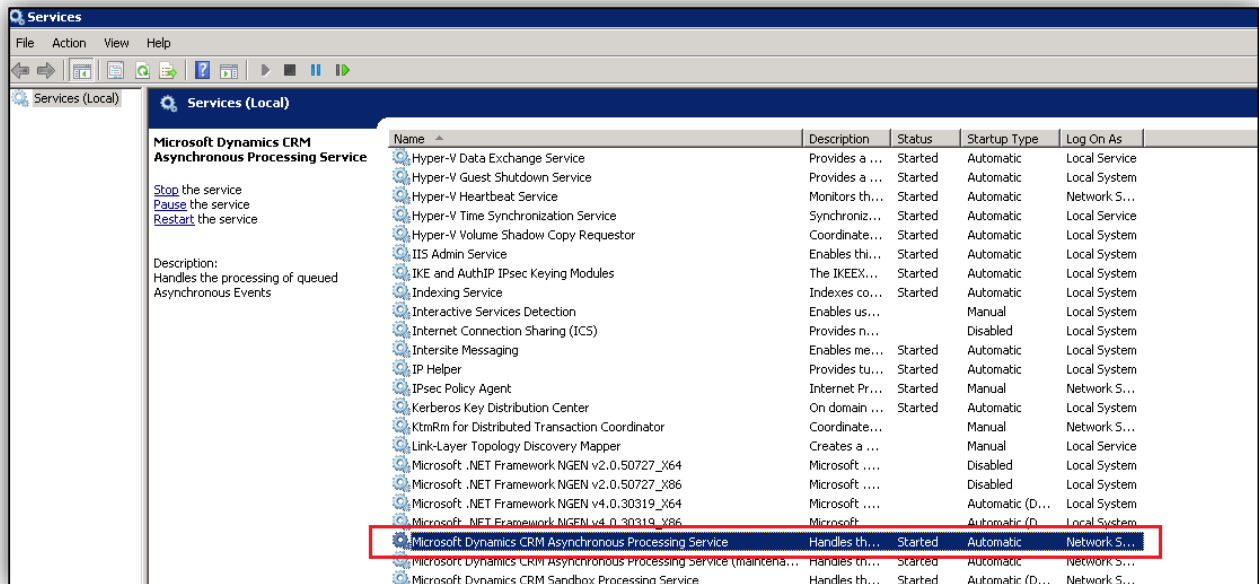 Services
File Action View Help
Services (Local)
Services (Local)
Microsoft Dynamics CRM
Asynchronous Processing Service
Stop the service
Pause the service
Restart the service
Description:
Handles the processing of queued
Asynchronous Events
Name Description Status Startup Type Log On As
Hyper-V Data Exchange Service Provides a ... Started Automatic Local Service
Hyper-V Guest Shutdown Service Provides a ... Started Automatic Local System
Hyper-V Heartbeat Service Monitors th... Started Automatic Network S...
Hyper-V Time Synchronization Service Synchroniz... Started Automatic Local Service
Hyper-V Volume Shadow Copy Requestor Coordinate... Started Automatic Local System
IIS Admin Service Enables thi... Started Automatic Local System
IKE and AuthIP IPsec Keying Modules The IKEEX... Started Automatic Local System
Indexing Service Indexes co... Started Automatic Local System
Interactive Services Detection Enables us... Manual Local System
Internet Connection Sharing (ICS) Provides n... Disabled Local System
Intersite Messaging Enables me... Started Automatic Local System
IP Helper Provides tu... Started Automatic Local System
IPsec Policy Agent Internet Pr... Started Manual Network S...
Kerberos Key Distribution Center On domain ... Started Automatic Local System
KtmRm for Distributed Transaction Coordinator Coordinate... Manual Network S...
Link-Layer Topology Discovery Mapper Creates a ... Manual Local Service
Microsoft .NET Framework NGEN v2.0.50727_X64 Microsoft .... Disabled Local System
Microsoft .NET Framework NGEN v2.0.50727_X86 Microsoft .... Disabled Local System
Microsoft .NET Framework NGEN v4.0.30319_X64 Microsoft .... Automatic (D... Local System
Microsoft .NET Framework NGEN v4.0.30319_X86 Microsoft Automatic (D... Local System
Microsoft Dynamics CRM Asynchronous Processing Service Handles th... Started Automatic Network S...
Microsoft Dynamics CRM Asynchronous Processing Service (maintena... Handles th... Started Automatic Network S...
Microsoft Dynamics CRM Sandbox Processing Service Handles th... Started Automatic (D... Network S...